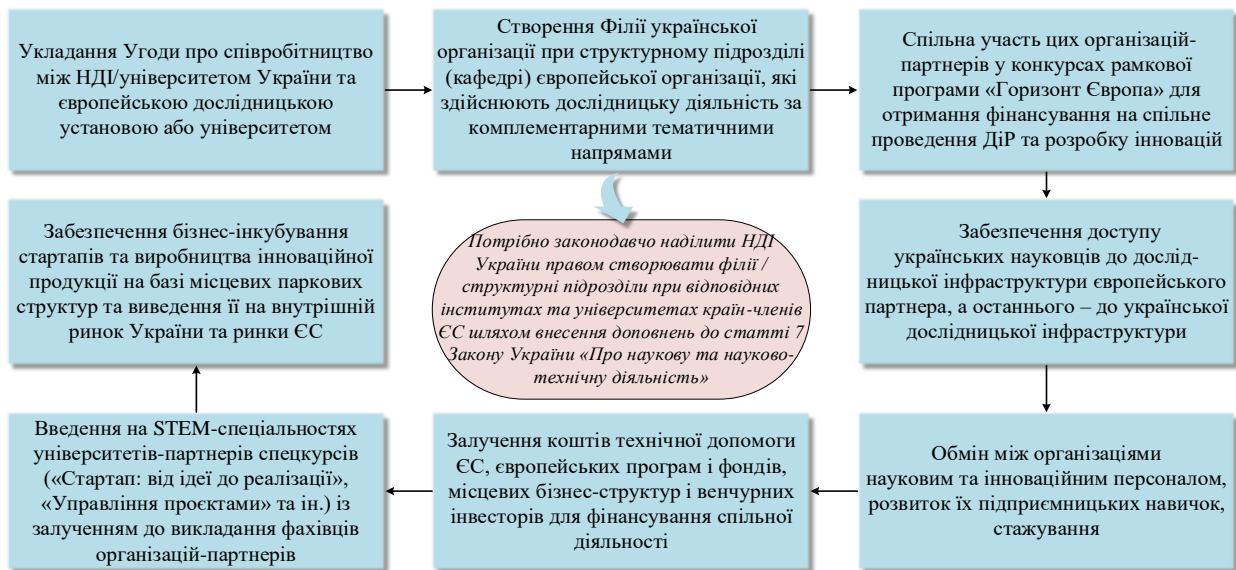 Укладання Угоди про співробітництво
між НДІ/університетом України та
європейською дослідницькою
установою або університетом
Створення Філії української
організації при структурному підрозділі
(кафедрі) європейської організації, які
здійснюють дослідницьку діяльність за
комплементарними тематичними
напрямами
Спільна участь цих організацій-
партнерів у конкурсах рамкової
програми «Горизонт Європа» для
отримання фінансування на спільне
проведення ДіР та розробку інновацій
Потрібно законодавчо наділити НДІ
України правом створювати філії /
структурні підрозділи при відповідних
інститутах та університетах країн-членів
ЄС шляхом внесення доповнень до статті 7
Закону України «Про наукову та науково-
технічну діяльність»
Забезпечення доступу
українських науковців до дослід-
ницької інфраструктури європейського
партнера, а останнього – до української
дослідницької інфраструктури
Обмін між організаціями
науковим та інноваційним персоналом,
розвиток їх підприємницьких навичок,
стажування
Залучення коштів технічної допомоги
ЄС, європейських програм і фондів,
місцевих бізнес-структур і венчурних
інвесторів для фінансування спільної
діяльності
Введення на STEM-спеціальностях
університетів-партнерів спецкурсів
(«Стартап: від ідеї до реалізації»,
«Управління проєктами» та ін.) із
залученням до викладання фахівців
організацій-партнерів
Забезпечення бізнес-інкубування
стартапів та виробництва інноваційної
продукції на базі місцевих паркових
структур та виведення її на внутрішній
ринок України та ринки ЄС